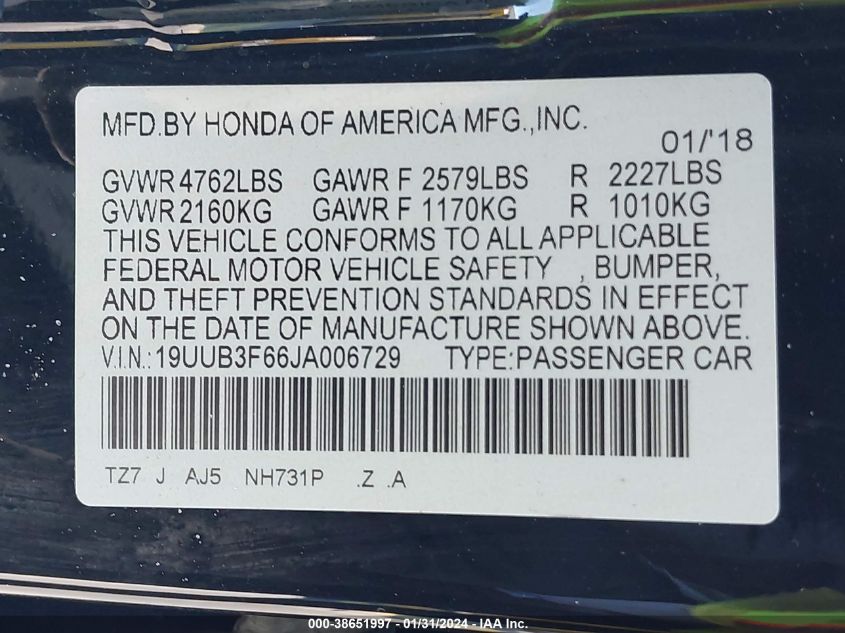 MFD.BY HONDA OF AMERICA MFG.,INC.
01/'18
GVWR 4762LBS GAWR F 2579LBS R 2227LBS
GVWR 2160KG GAWR F 1170KG R 1010KG
THIS VEHICLE CONFORMS TO ALL APPLICABLE
FEDERAL MOTOR VEHICLE SAFETY , BUMPER,
AND THEFT PREVENTION STANDARDS IN EFFECT
ON THE DATE OF MANUFACTURE SHOWN ABOVE.
V.I.N.: 19UUB3F66JA006729 TYPE:PASSENGER CAR
TZ7 J AJ5 NH731P .Z .A
000-38651997 - 01/31/2024 - IAA Inc.